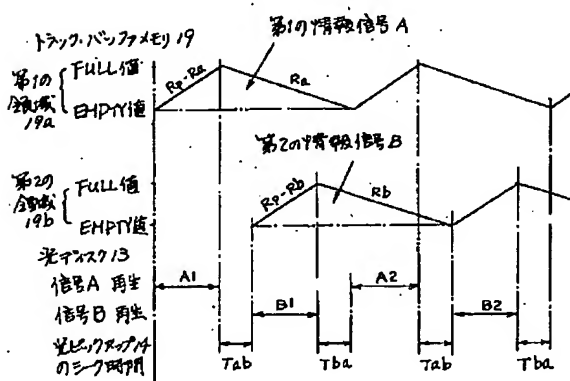 トラック・バッファメモリ 19
第1の情報信号 A
第1の領域 19a
FULL値
EMPTY値
Rp-Ra
Ra
第2の情報信号 B
第2の領域 19b
FULL値
EMPTY値
Rp-Rb
Rb
光ディスク 13
信号A 再生
A1
A2
信号B 再生
B1
B2
光ピックアップ 14
のシーク時間
Tab
Tba
Tab
Tba